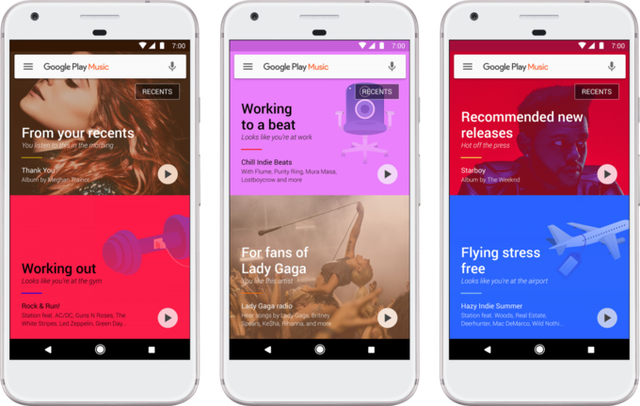 7:00
Google Play Music
RECENTS
From your recents
You listen to this in the morning
Thank You
Album by Meghan Trainor
Working out
Looks like you're at the gym
Rock & Run!
Station feat. AC/DC, Guns N Roses, The
White Stripes, Led Zeppelin, Green Day...
7:00
Google Play Music
RECENTS
Working
to a beat
Looks like you're at work
Chill Indie Beats
With Flume, Purity Ring, Mura Masa,
Lostboycrow and more
For fans of
Lady Gaga
You like this artist
Lady Gaga radio
Hear songs by Lady Gaga, Britney
Spears, Ke$ha, Rihanna, and more
7:00
Google Play Music
RECENTS
Recommended new
releases
Hot off the press
Starboy
Album by The Weeknd
Flying stress
free
Looks like you're at the airport
Hazy Indie Summer
Station feat. Woods, Real Estate,
Deerhunter, Mac DeMarco, Wild Nothi...